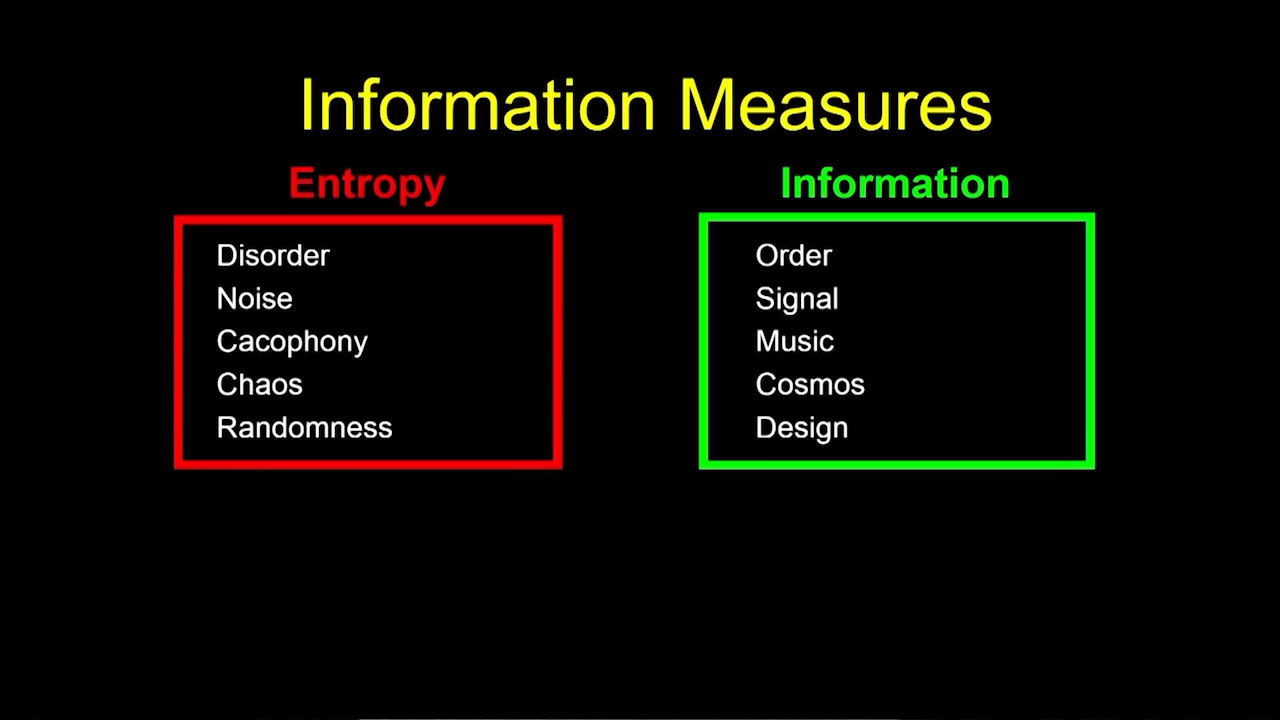 Information Measures
Entropy
Disorder
Noise
Cacophony
Chaos
Randomness
Information
Order
Signal
Music
Cosmos
Design